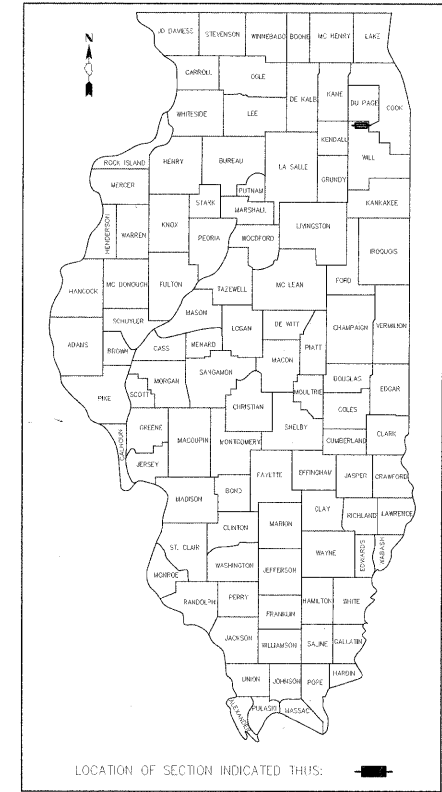 JO DAVIESS STEVENSON WINNEBAGO BOONE MC HENRY LAKE
N
CARROLL OGLE
DE KALB KANE DU PAGE COOK
WHITESIDE LEE
KENDALL WILL
ROCK ISLAND HENRY BUREAU LA SALLE GRUNDY
MERCER PUTNAM KANKAKEE
STARK MARSHALL
HENDERSON WARREN KNOX PEORIA WOODFORD LIVINGSTON IROQUOIS
HANCOCK MC DONOUGH FULTON TAZEWELL MC LEAN FORD
MASON
SCHUYLER LOGAN DE WITT CHAMPAIGN VERMILION
ADAMS BROWN CASS MENARD MACON PIATT
MORGAN SANGAMON DOUGLAS EDGAR
PIKE SCOTT CHRISTIAN MOULTRIE COLES
GREENE MACOUPIN SHELBY CLARK
CALHOUN MONTGOMERY CUMBERLAND
JERSEY FAYETTE EFFINGHAM JASPER CRAWFORD
MADISON BOND
CLINTON MARION CLAY RICHLAND LAWRENCE
ST. CLAIR WAYNE EDWARDS WABASH
WASHINGTON JEFFERSON
MONROE
RANDOLPH PERRY HAMILTON WHITE
FRANKLIN
JACKSON WILLIAMSON SALINE GALLATIN
HARDIN
UNION JOHNSON POPE
ALEXANDER PULASKI MASSAC
LOCATION OF SECTION INDICATED THUS: